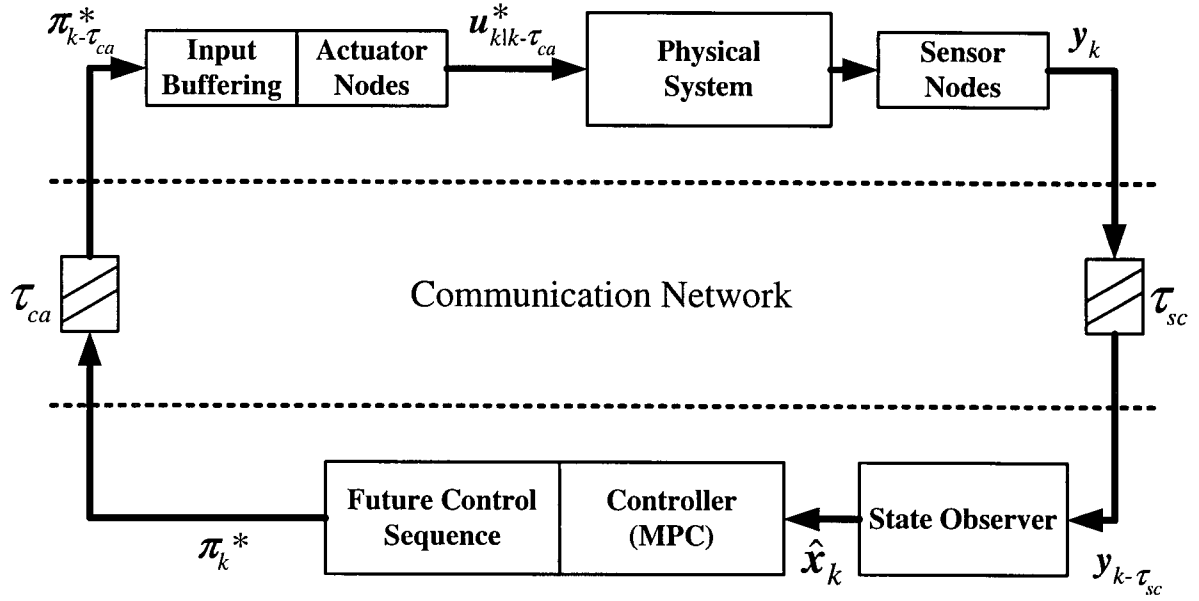 π*ₖ₋τca
Input
Buffering
Actuator
Nodes
u*ₖ|ₖ₋τca
Physical
System
Sensor
Nodes
yₖ
τca
Communication Network
τsc
Future Control
Sequence
Controller
(MPC)
State Observer
πₖ*
x̂ₖ
yₖ₋τsc